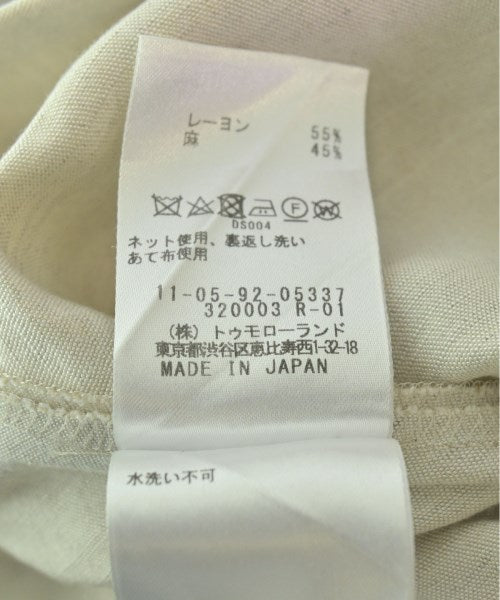 レーヨン 55%
麻 45%
DS004
ネット使用、裏返し洗い
あて布使用
11-05-92-05337
320003 R-01
(株)トゥモローランド
東京都渋谷区恵比寿西1-32-18
MADE IN JAPAN
水洗い不可